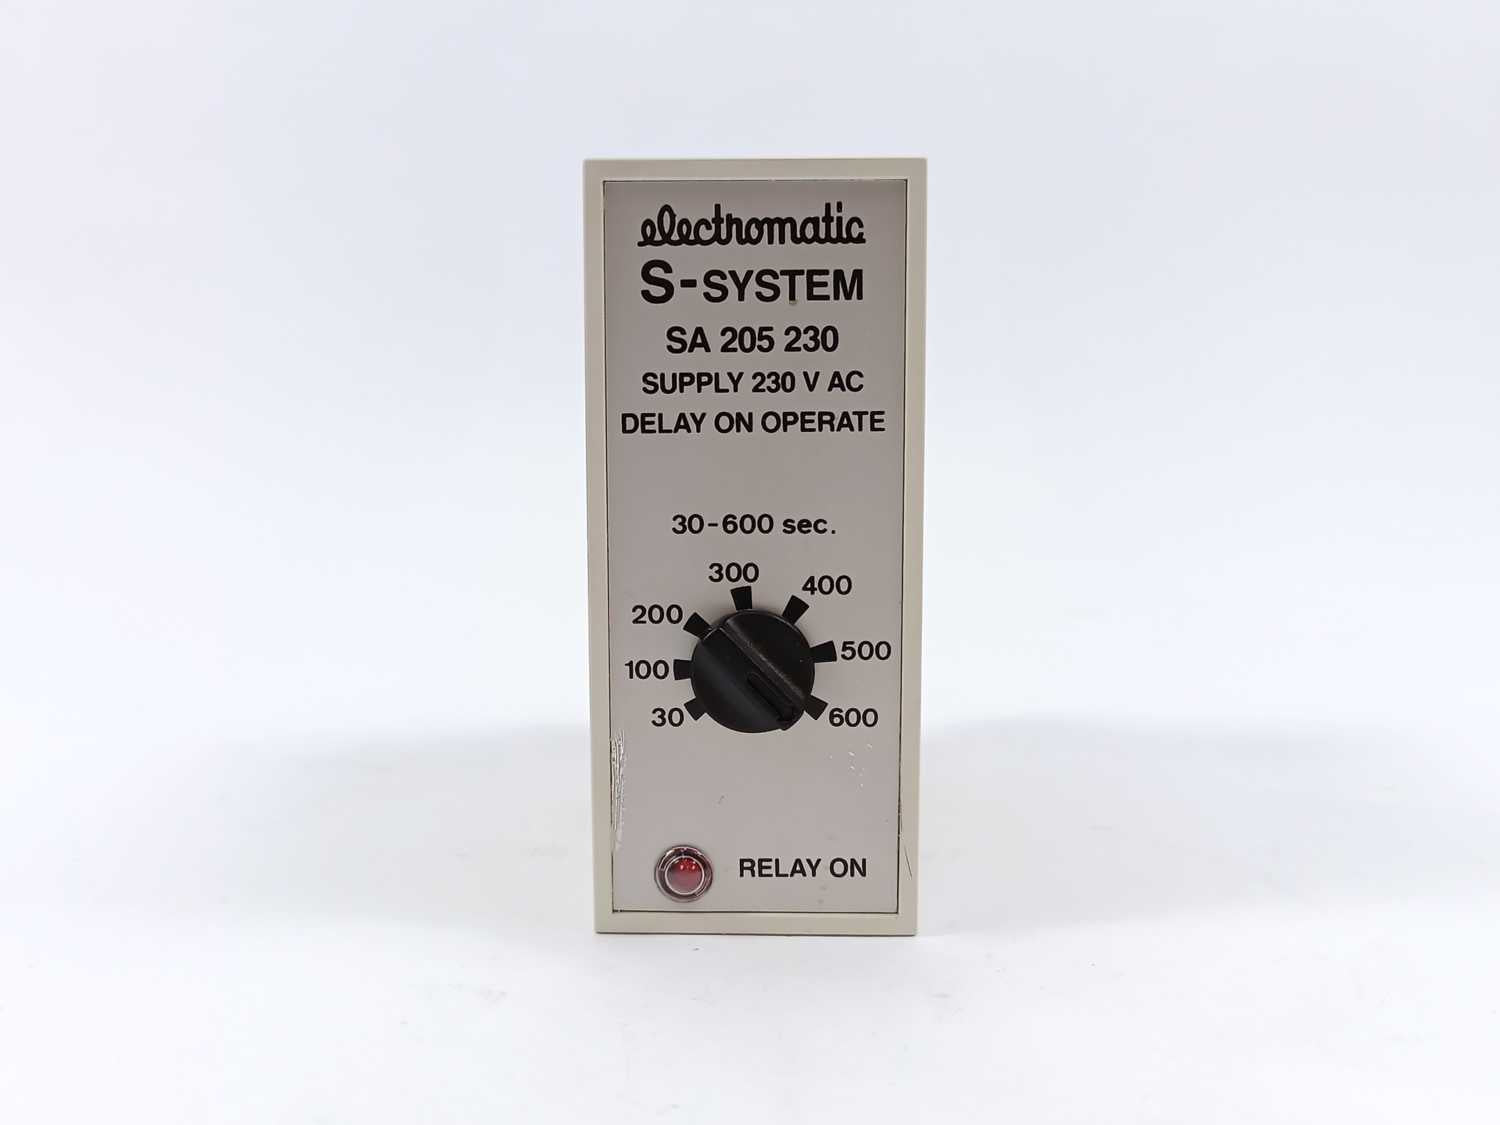 electromatic
S-SYSTEM
SA 205 230
SUPPLY 230 V AC
DELAY ON OPERATE
30-600 sec.
300
400
200
500
100
30
600
RELAY ON